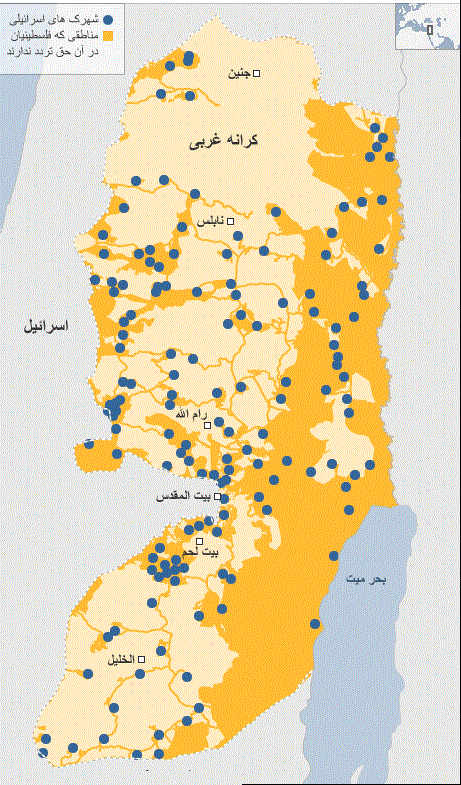 شهرک های اسرائیلی
مناطقی که فلسطینیان
در آن حق تردد ندارند
جنین
کرانه غربی
نابلس
اسرائیل
رام الله
بیت المقدس
بیت لحم
بحر میت
الخلیل